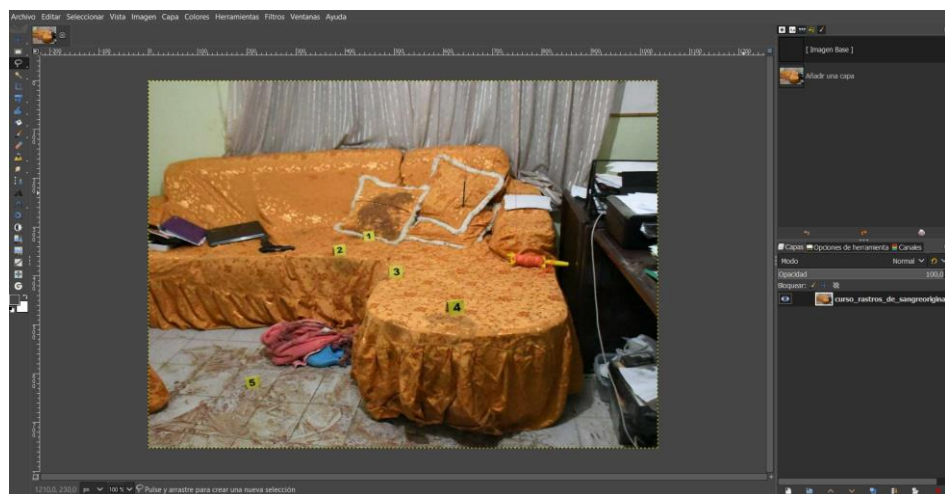 Archivo Editar Seleccionar Vista Imagen Capa Colores Herramientas Filtros Ventanas Ayuda
[ Imagen Base ]
Añadir una capa
1
2
3
4
5
Capas Opciones de herramienta Canales
Modo Normal
Opacidad 100,0
Bloquear:
curso_rastros_de_sangreorigina
1210,0, 230,0 px 100 % Pulse y arrastre para crear una nueva selección